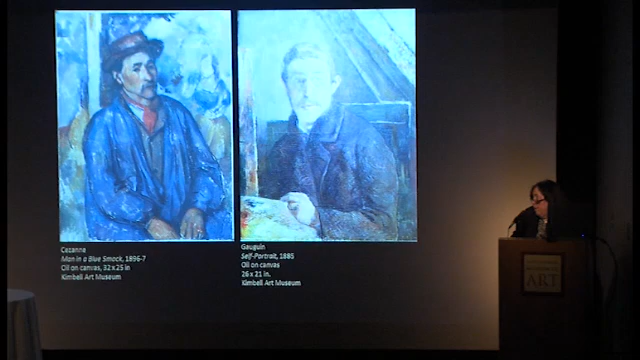 Cezanne
Man in a Blue Smock, 1896-7
Oil on canvas, 32 x 25 in
Kimbell Art Museum
Gauguin
Self-Portrait, 1885
Oil on canvas
26 x 21 in.
Kimbell Art Museum
ART